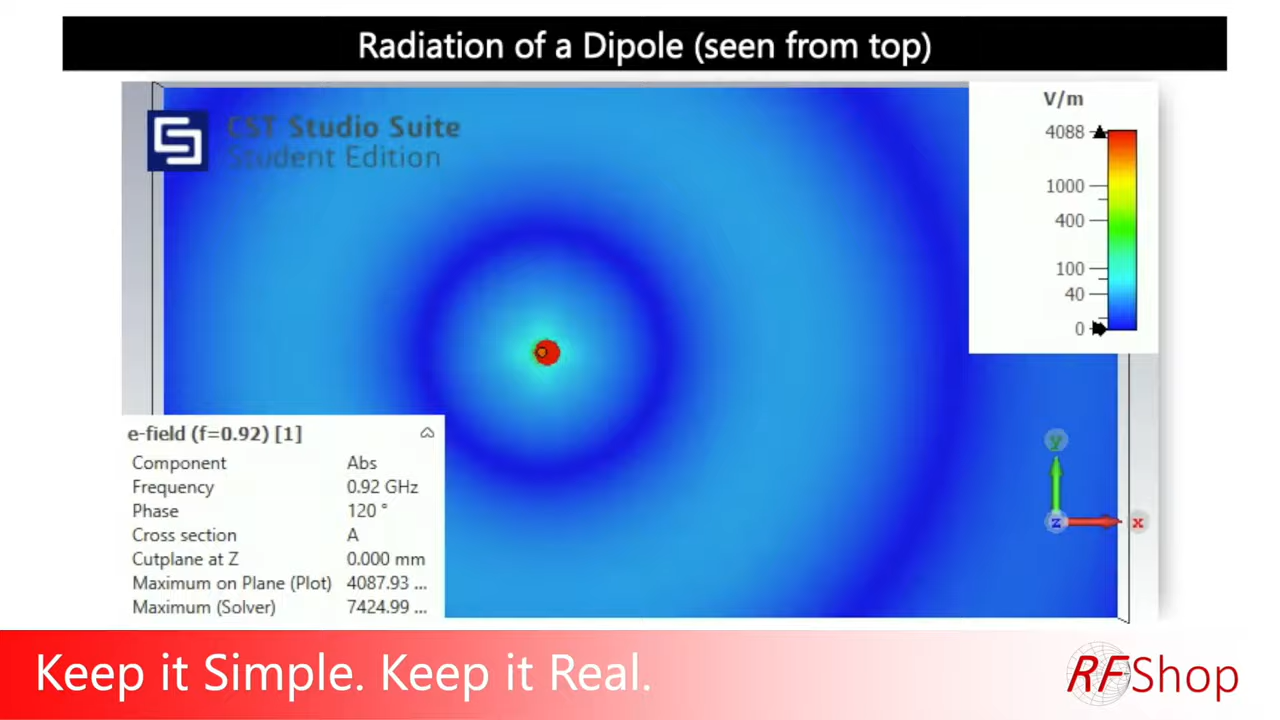 Radiation of a Dipole (seen from top)
CST Studio Suite
Student Edition
V/m
4088
1000
400
100
40
0
e-field (f=0.92) [1]
Component Abs
Frequency 0.92 GHz
Phase 120 °
Cross section A
Cutplane at Z 0.000 mm
Maximum on Plane (Plot) 4087.93 ...
Maximum (Solver) 7424.99 ...
y
z x
Keep it Simple. Keep it Real.
RF Shop